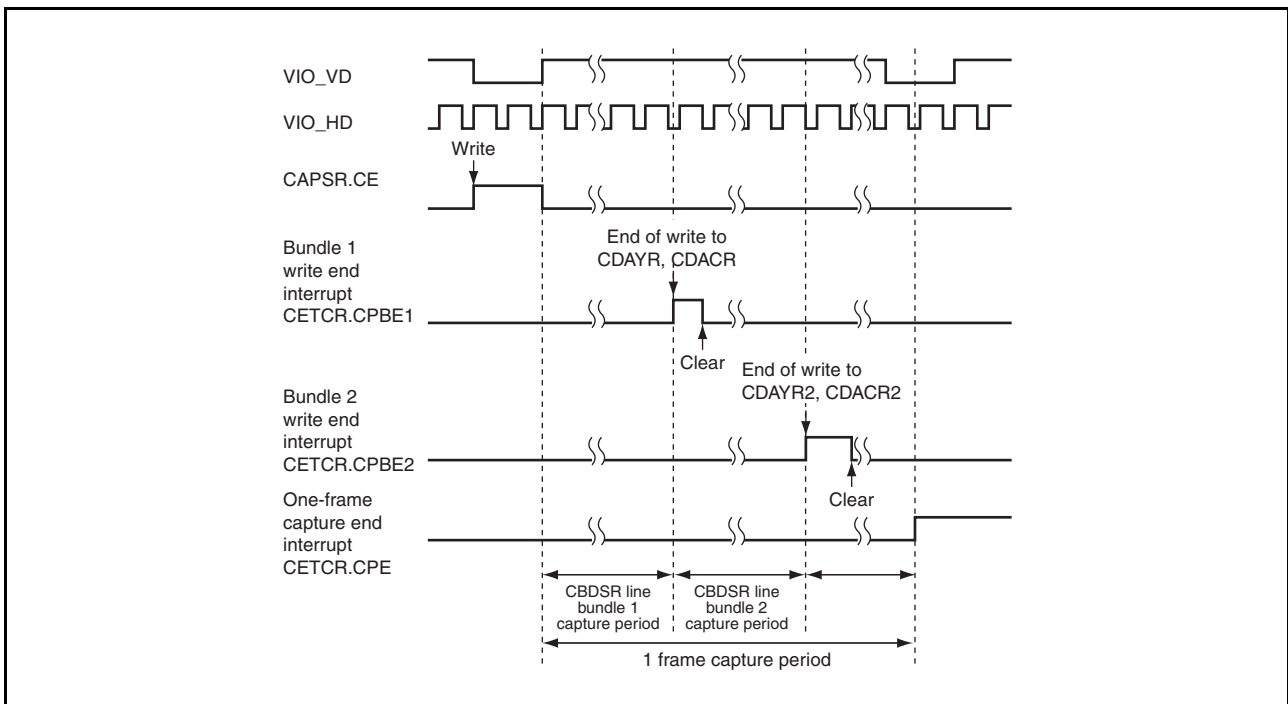 VIO_VD
VIO_HD
Write
CAPSR.CE
Bundle 1
write end
interrupt
CETCR.CPBE1
End of write to
CDAYR, CDACR
Clear
Bundle 2
write end
interrupt
CETCR.CPBE2
End of write to
CDAYR2, CDACR2
Clear
One-frame
capture end
interrupt
CETCR.CPE
CBDSR line
bundle 1
capture period
CBDSR line
bundle 2
capture period
1 frame capture period